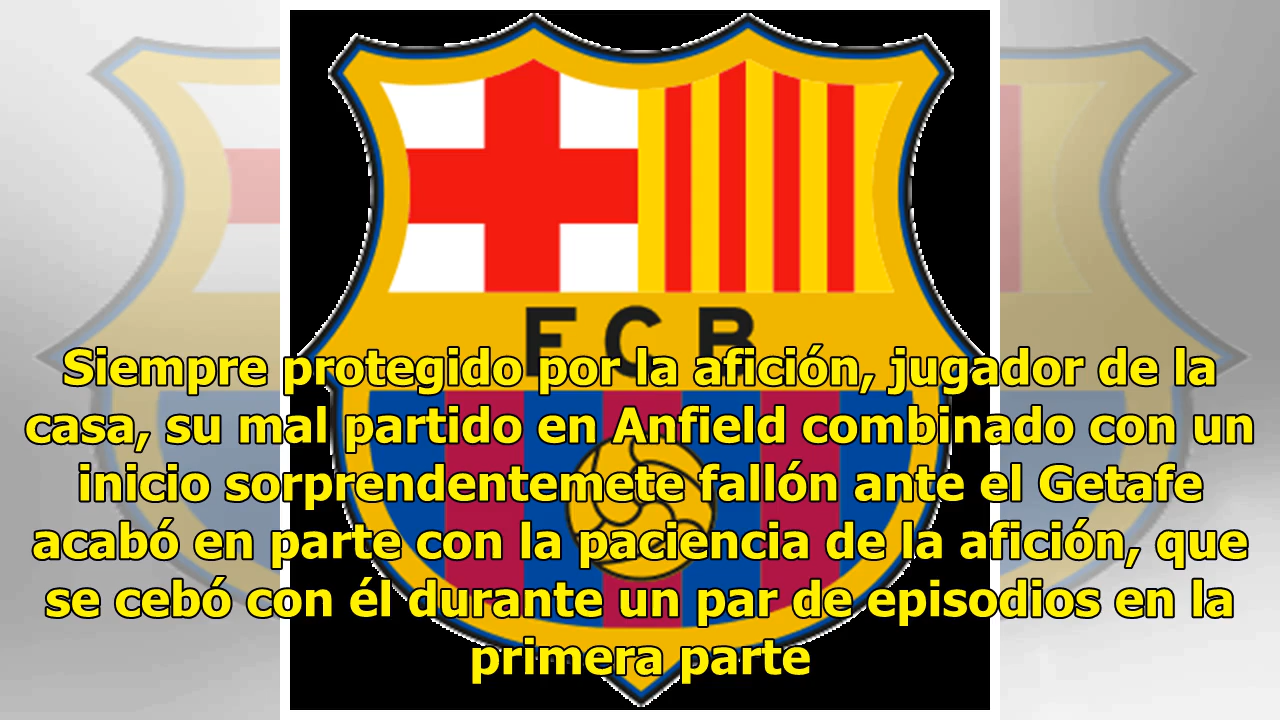 F C B
Siempre protegido por la afición, jugador de la
casa, su mal partido en Anfield combinado con un
inicio sorprendentemete fallón ante el Getafe
acabó en parte con la paciencia de la afición, que
se cebó con él durante un par de episodios en la
primera parte